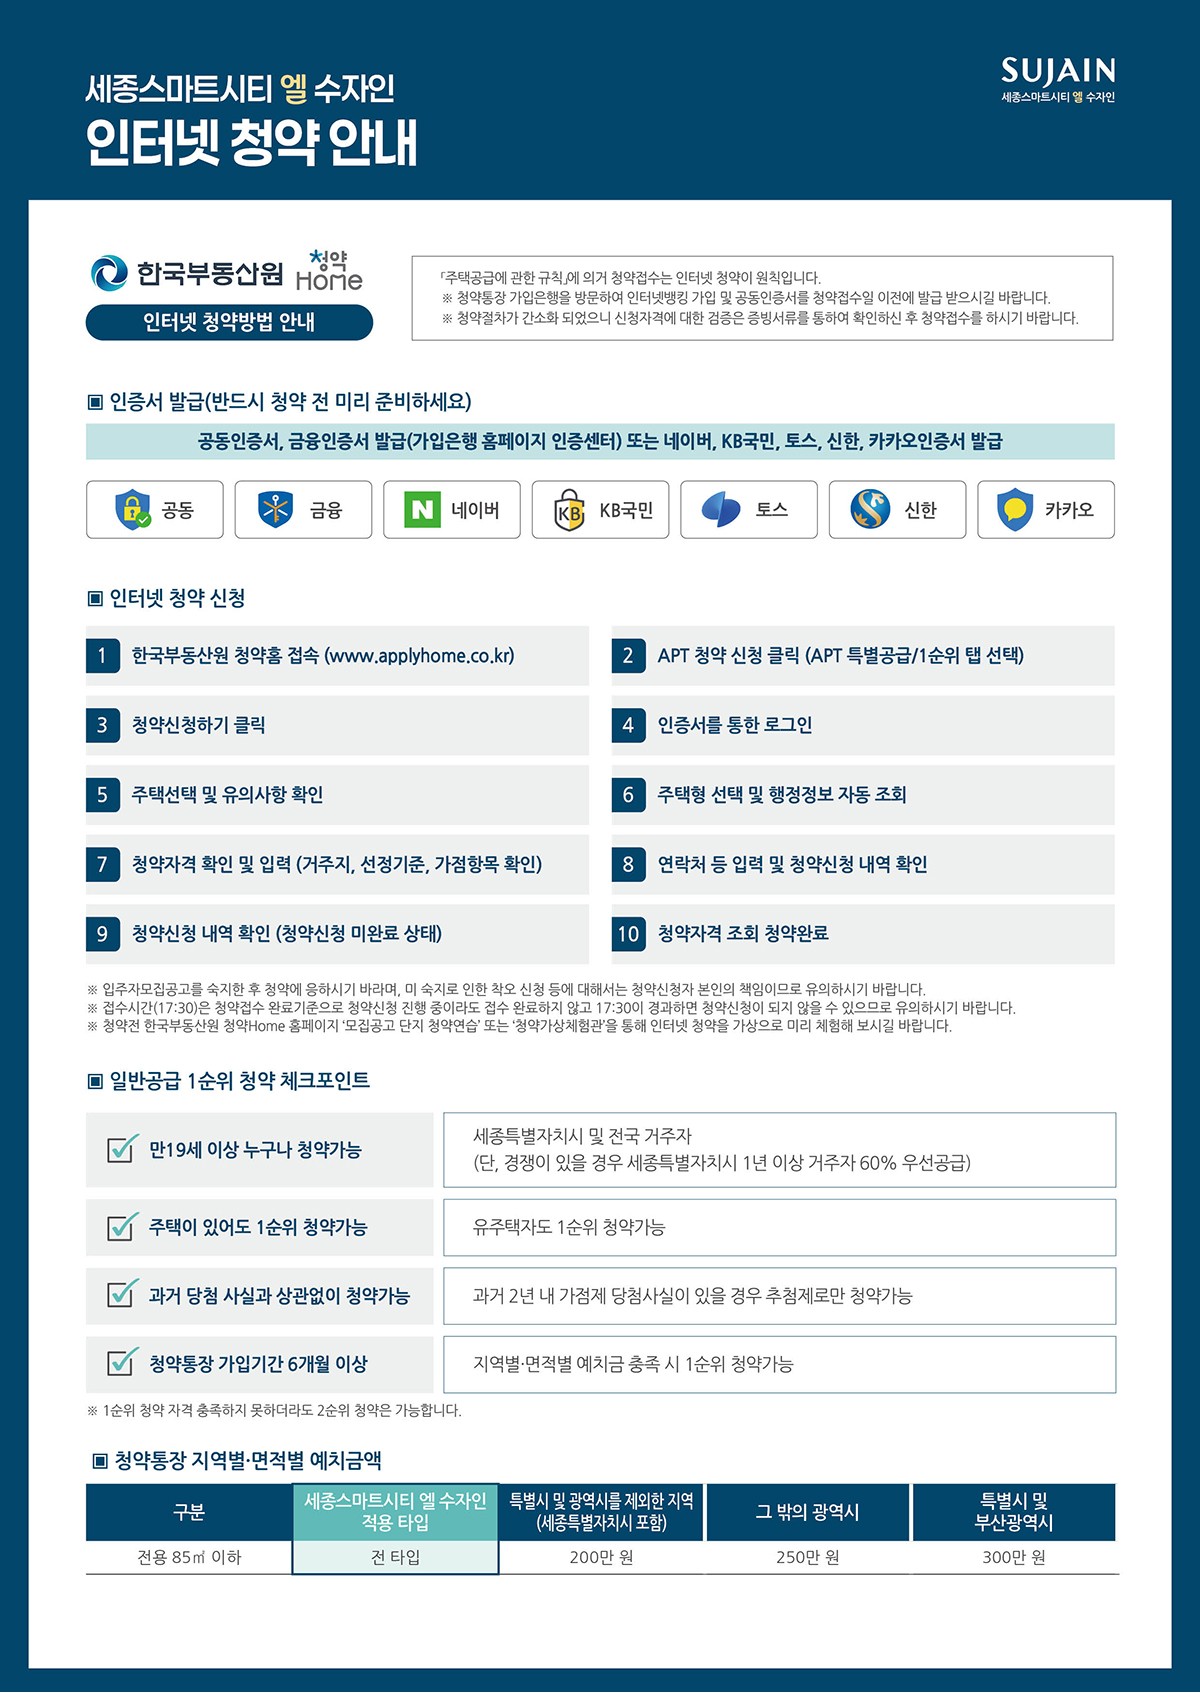 세종스마트시티 엘 수자인
인터넷 청약 안내
SUJAIN
세종스마트시티 엘 수자인
한국부동산원 청약 Home
인터넷 청약방법 안내
「주택공급에 관한 규칙」에 의거 청약접수는 인터넷 청약이 원칙입니다.
※ 청약통장 가입은행을 방문하여 인터넷뱅킹 가입 및 공동인증서를 청약접수일 이전에 발급 받으시길 바랍니다.
※ 청약절차가 간소화 되었으니 신청자격에 대한 검증은 증빙서류를 통하여 확인하신 후 청약접수를 하시기 바랍니다.
▣ 인증서 발급(반드시 청약 전 미리 준비하세요)
공동인증서, 금융인증서 발급(가입은행 홈페이지 인증센터) 또는 네이버, KB국민, 토스, 신한, 카카오인증서 발급
공동 금융 N 네이버 KB KB국민 토스 신한 카카오
▣ 인터넷 청약 신청
1 한국부동산원 청약홈 접속 (www.applyhome.co.kr)
2 APT 청약 신청 클릭 (APT 특별공급/1순위 탭 선택)
3 청약신청하기 클릭
4 인증서를 통한 로그인
5 주택선택 및 유의사항 확인
6 주택형 선택 및 행정정보 자동 조회
7 청약자격 확인 및 입력 (거주지, 선정기준, 가점항목 확인)
8 연락처 등 입력 및 청약신청 내역 확인
9 청약신청 내역 확인 (청약신청 미완료 상태)
10 청약자격 조회 청약완료
※ 입주자모집공고를 숙지한 후 청약에 응하시기 바라며, 미 숙지로 인한 착오 신청 등에 대해서는 청약신청자 본인의 책임이므로 유의하시기 바랍니다.
※ 접수시간(17:30)은 청약접수 완료기준으로 청약신청 진행 중이라도 접수 완료하지 않고 17:30이 경과하면 청약신청이 되지 않을 수 있으므로 유의하시기 바랍니다.
※ 청약전 한국부동산원 청약Home 홈페이지 '모집공고 단지 청약연습' 또는 '청약가상체험관'을 통해 인터넷 청약을 가상으로 미리 체험해 보시길 바랍니다.
▣ 일반공급 1순위 청약 체크포인트
만19세 이상 누구나 청약가능
세종특별자치시 및 전국 거주자
(단, 경쟁이 있을 경우 세종특별자치시 1년 이상 거주자 60% 우선공급)
주택이 있어도 1순위 청약가능
유주택자도 1순위 청약가능
과거 당첨 사실과 상관없이 청약가능
과거 2년 내 가점제 당첨사실이 있을 경우 추첨제로만 청약가능
청약통장 가입기간 6개월 이상
지역별·면적별 예치금 충족 시 1순위 청약가능
※ 1순위 청약 자격 충족하지 못하더라도 2순위 청약은 가능합니다.
▣ 청약통장 지역별·면적별 예치금액
구분
세종스마트시티 엘 수자인
적용 타입
특별시 및 광역시를 제외한 지역
(세종특별자치시 포함)
그 밖의 광역시
특별시 및
부산광역시
전용 85㎡ 이하 전 타입 200만 원 250만 원 300만 원